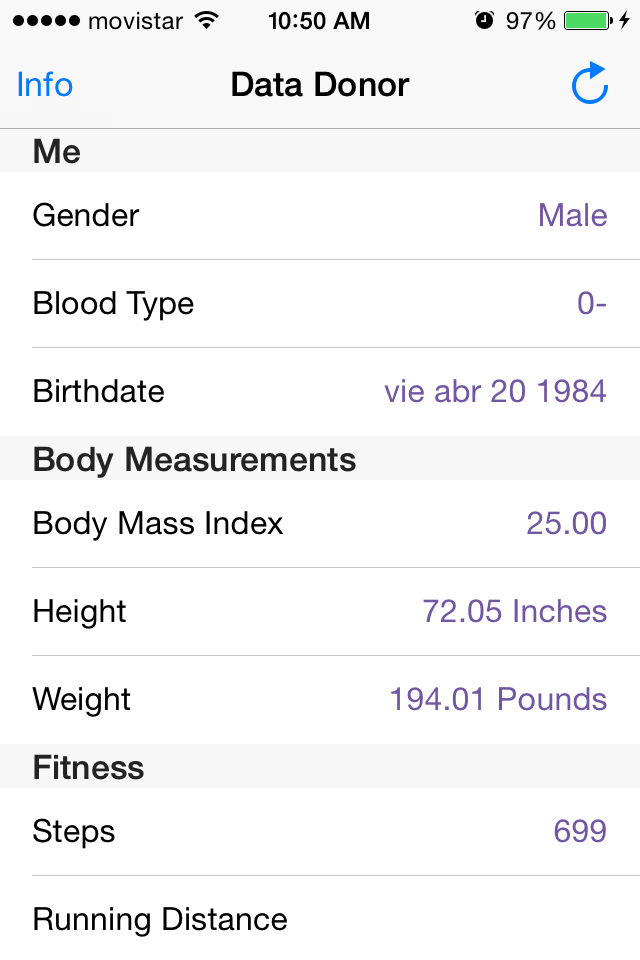 movistar 10:50 AM 97%
Info Data Donor
Me
Gender Male
Blood Type 0-
Birthdate vie abr 20 1984
Body Measurements
Body Mass Index 25.00
Height 72.05 Inches
Weight 194.01 Pounds
Fitness
Steps 699
Running Distance